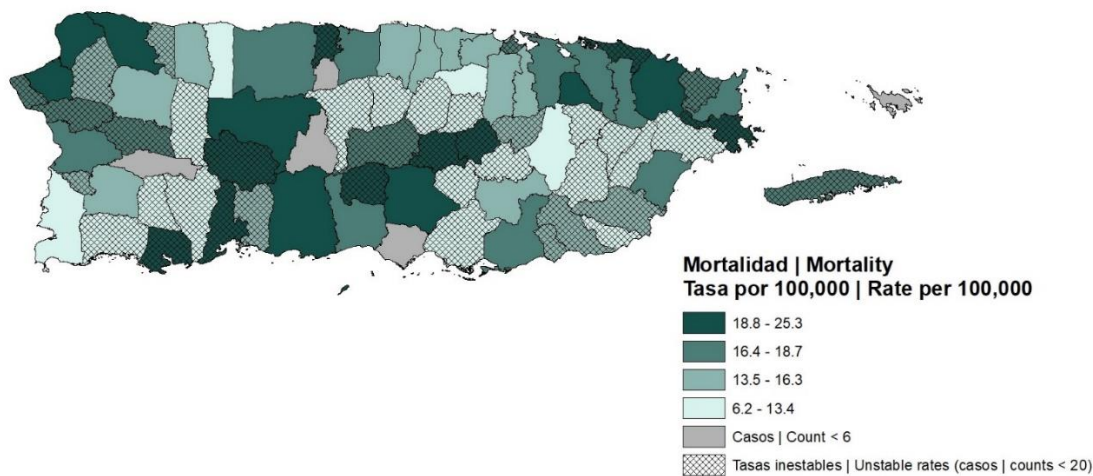 Mortalidad | Mortality
Tasa por 100,000 | Rate per 100,000
18.8 - 25.3
16.4 - 18.7
13.5 - 16.3
6.2 - 13.4
Casos | Count < 6
Tasas inestables | Unstable rates (casos | counts < 20)